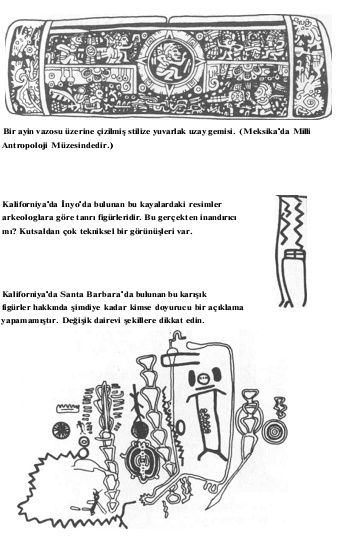 Bir ayin vazosu üzerine çizilmiş stilize yuvarlak uzay gemisi. (Meksika'da Milli
Antropoloji Müzesindedir.)
Kaliforniya'da İnyo'da bulunan bu kayalardaki resimler
arkeologlara göre tanrı figürleridir. Bu gerçekten inandırıcı
mı? Kutsaldan çok tekniksel bir görünüşleri var.
Kaliforniya'da Santa Barbara'da bulunan bu karışık
figürler hakkında şimdiye kadar kimse doyurucu bir açıklama
yapamamıştır. Değişik dairevi şekillere dikkat edin.